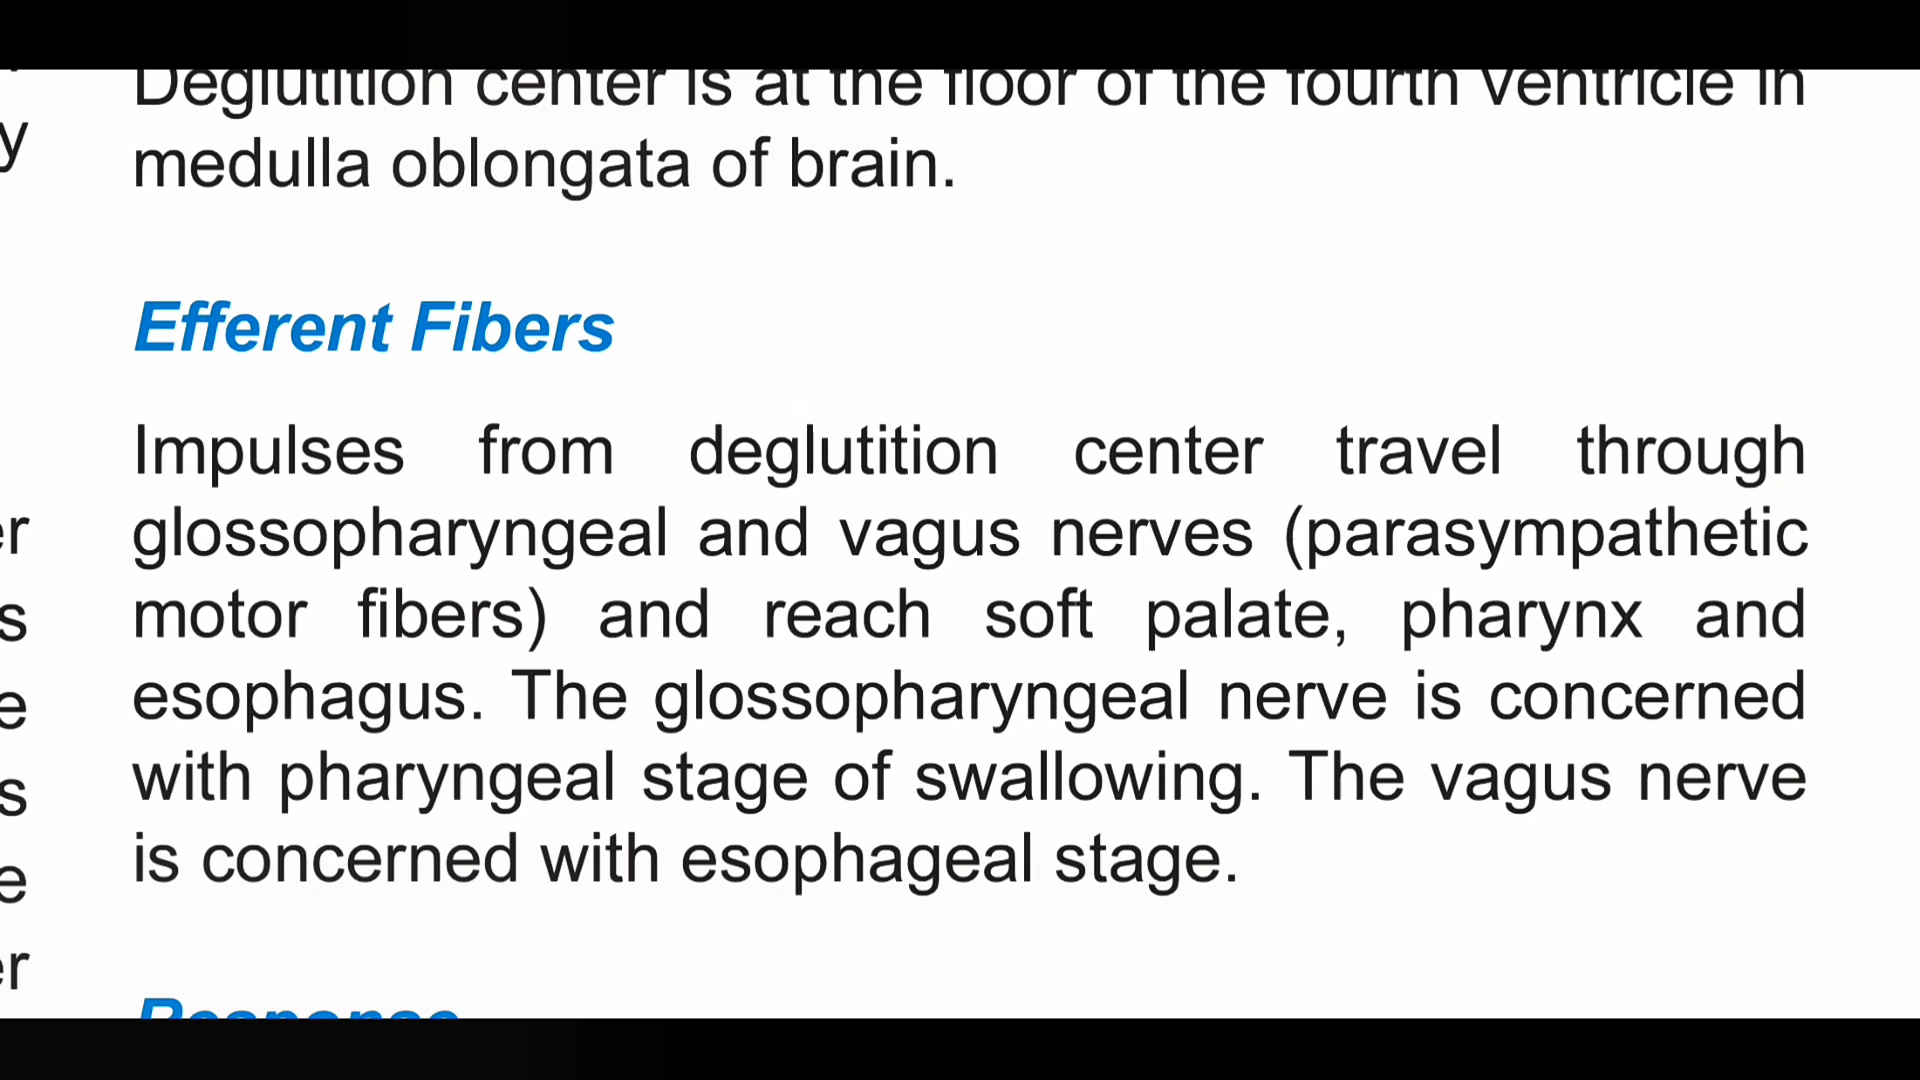 Deglutition center is at the floor of the fourth ventricle in
medulla oblongata of brain.
Efferent Fibers
Impulses from deglutition center travel through
glossopharyngeal and vagus nerves (parasympathetic
motor fibers) and reach soft palate, pharynx and
esophagus. The glossopharyngeal nerve is concerned
with pharyngeal stage of swallowing. The vagus nerve
is concerned with esophageal stage.
Response